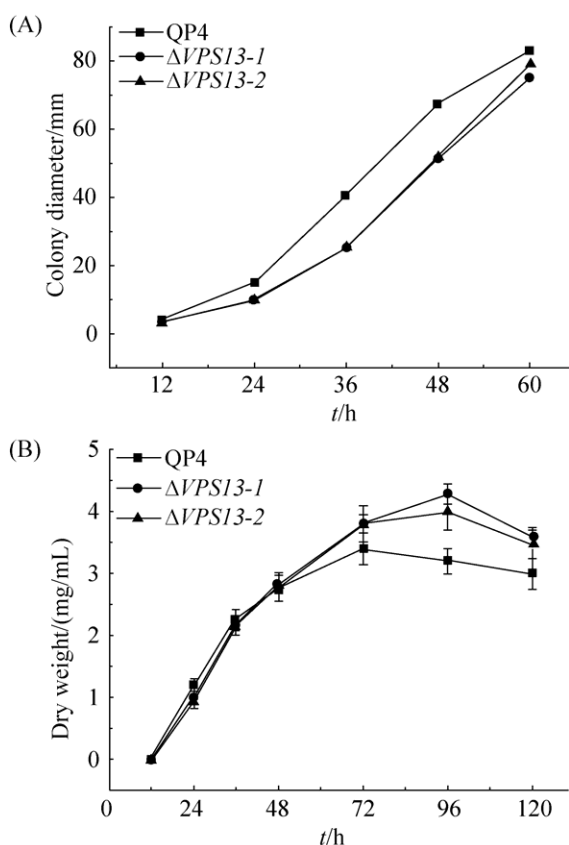 (A)
QP4
ΔVPS13-1
ΔVPS13-2
Colony diameter/mm
80
60
40
20
0
12 24 36 48 60
t/h
(B)
QP4
ΔVPS13-1
ΔVPS13-2
Dry weight/(mg/mL)
5
4
3
2
1
0
0 24 48 72 96 120
t/h